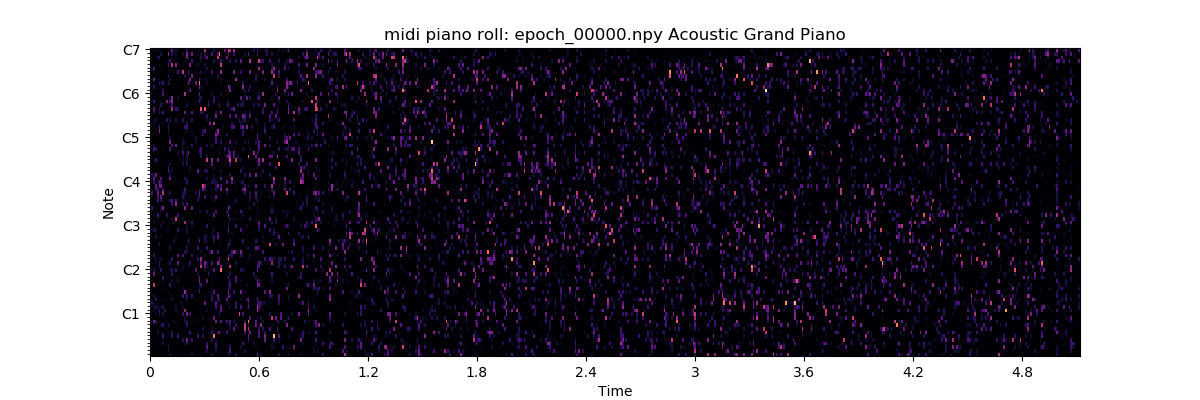 midi piano roll: epoch_00000.npy Acoustic Grand Piano
C7
C6
C5
C4
C3
C2
C1
Note
0 0.6 1.2 1.8 2.4 3 3.6 4.2 4.8
Time